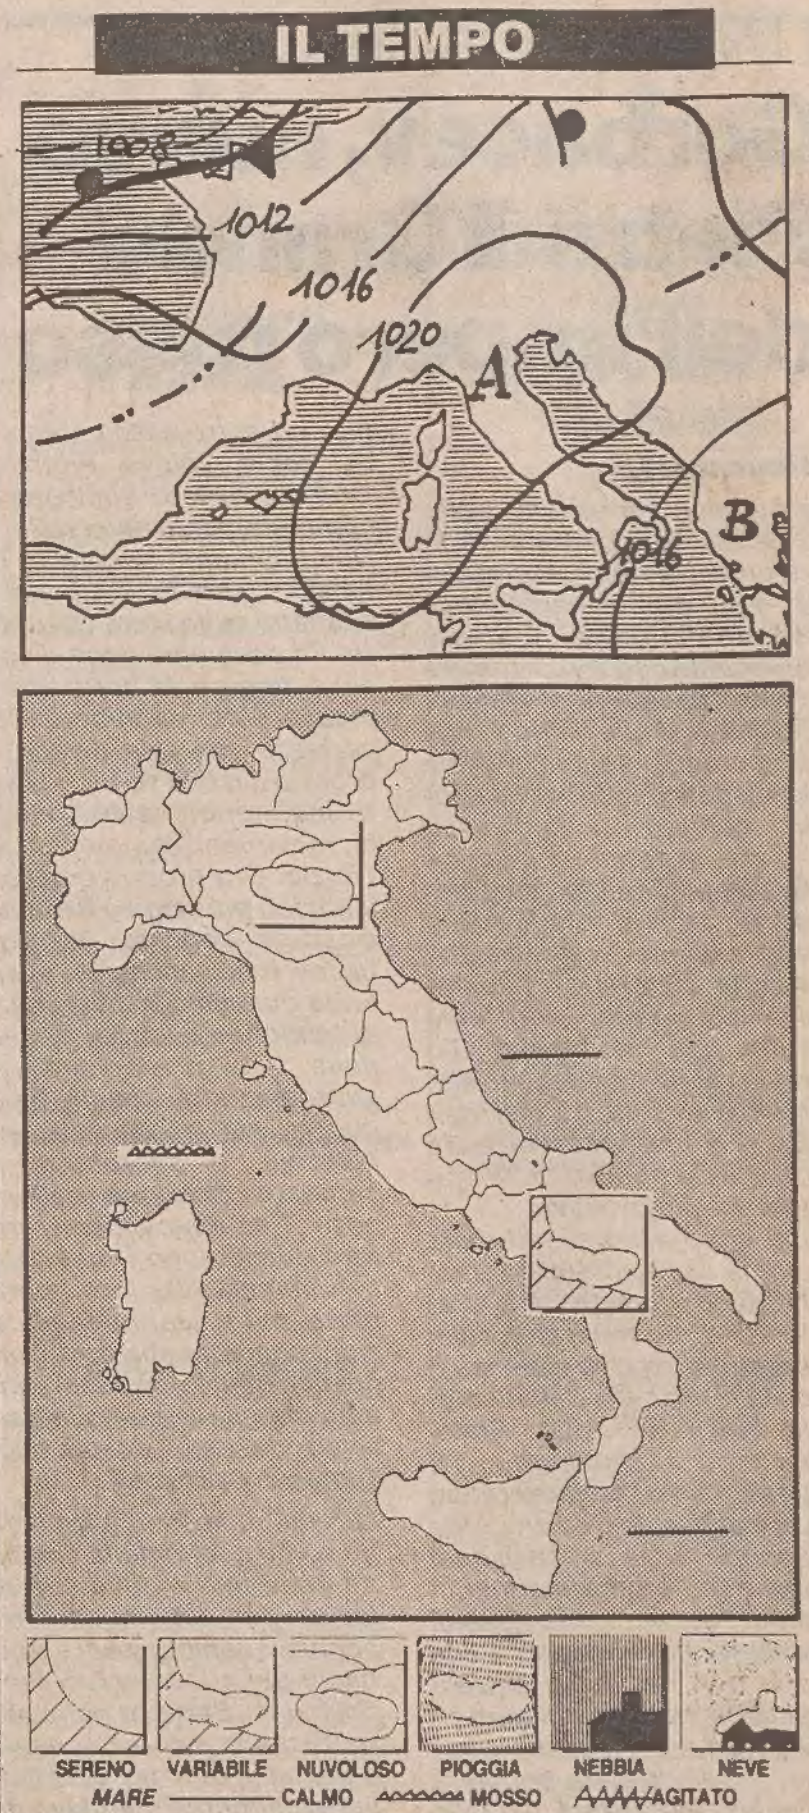 IL TEMPO
1008
1012
1016
1020
A
B
1016
SERENO VARIABILE NUVOLOSO PIOGGIA NEBBIA NEVE
MARE CALMO MOSSO AGITATO